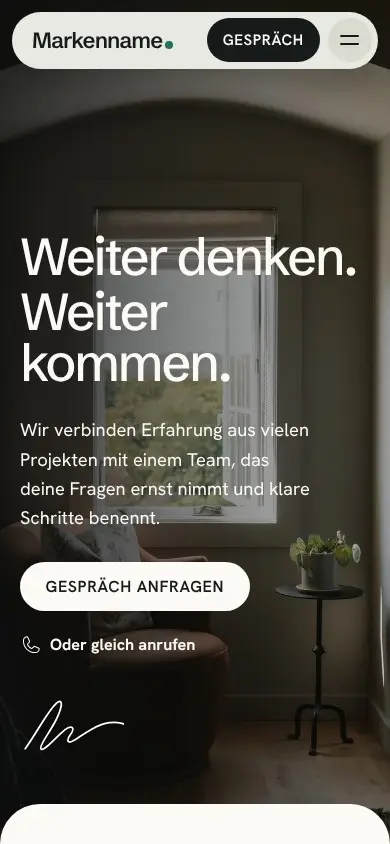 Markenname.
GESPRÄCH
Weiter denken.
Weiter
kommen.
Wir verbinden Erfahrung aus vielen
Projekten mit einem Team, das
deine Fragen ernst nimmt und klare
Schritte benennt.
GESPRÄCH ANFRAGEN
Oder gleich anrufen